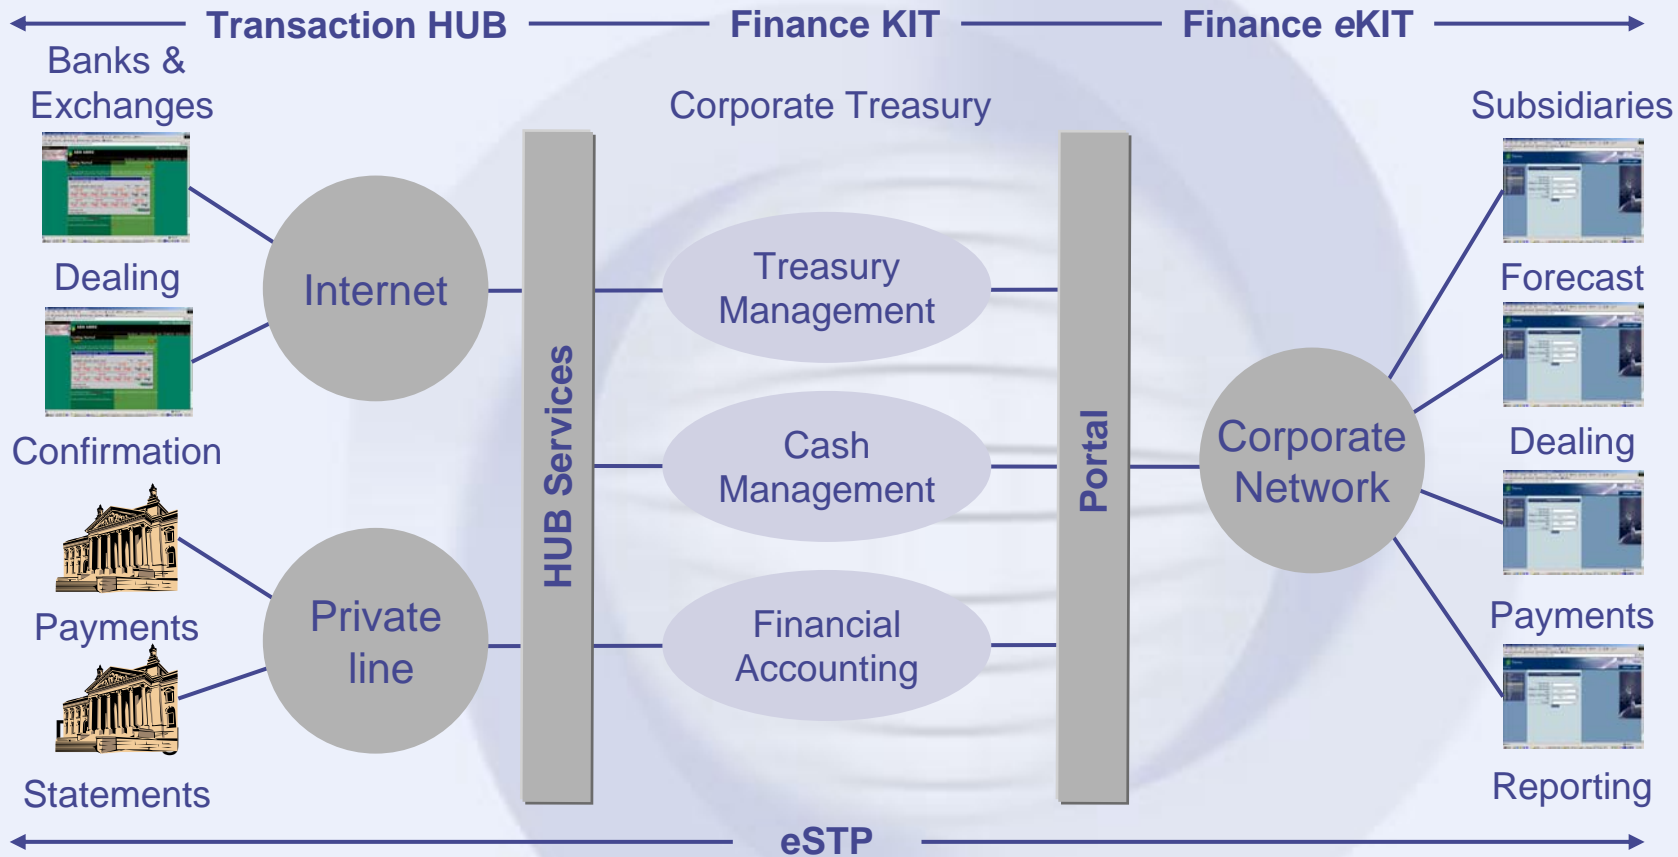 Transaction HUB
Finance KIT
Finance eKIT
Banks &
Exchanges
Dealing
Confirmation
Payments
Statements
Internet
Private
line
HUB Services
Corporate Treasury
Treasury
Management
Cash
Management
Financial
Accounting
Portal
Corporate
Network
Subsidiaries
Forecast
Dealing
Payments
Reporting
eSTP